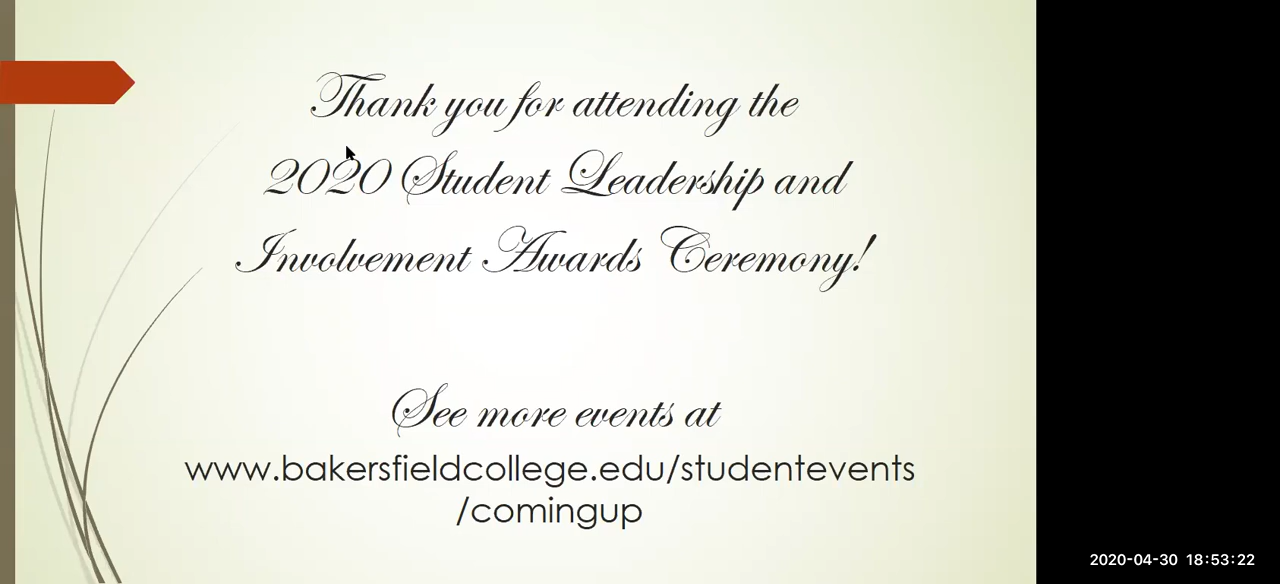 Thank you for attending the
2020 Student Leadership and
Involvement Awards Ceremony!
See more events at
www.bakersfieldcollege.edu/studentevents
/comingup
2020-04-30 18:53:22